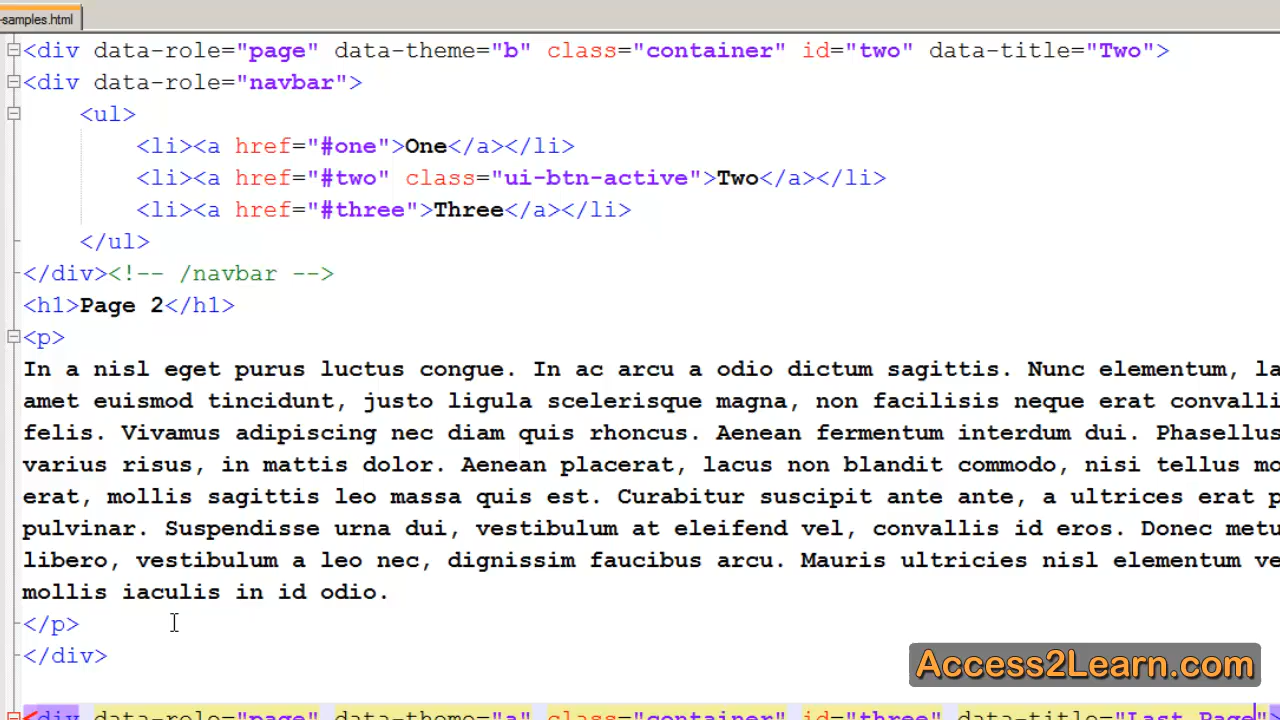 -samples.html
<div data-role="page" data-theme="b" class="container" id="two" data-title="Two">
<div data-role="navbar">
<ul>
<li><a href="#one">One</a></li>
<li><a href="#two" class="ui-btn-active">Two</a></li>
<li><a href="#three">Three</a></li>
</ul>
</div><!-- /navbar -->
<h1>Page 2</h1>
<p>
In a nisl eget purus luctus congue. In ac arcu a odio dictum sagittis. Nunc elementum, la
amet euismod tincidunt, justo ligula scelerisque magna, non facilisis neque erat convalli
felis. Vivamus adipiscing nec diam quis rhoncus. Aenean fermentum interdum dui. Phasellus
varius risus, in mattis dolor. Aenean placerat, lacus non blandit commodo, nisi tellus mo
erat, mollis sagittis leo massa quis est. Curabitur suscipit ante ante, a ultrices erat p
pulvinar. Suspendisse urna dui, vestibulum at eleifend vel, convallis id eros. Donec metu
libero, vestibulum a leo nec, dignissim faucibus arcu. Mauris ultricies nisl elementum ve
mollis iaculis in id odio.
</p>
</div>
Access2Learn.com
<div data-role="page" data-theme="a" class="container" id="three" data-title="Last Page">